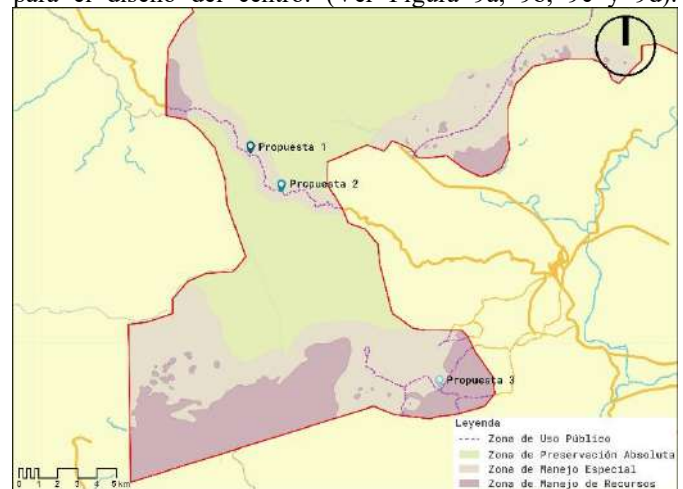 para el diseño del centro. (Ver Figura 9a, 9b, 9c y 9d).
Propuesta 1
Propuesta 2
Propuesta 3
Leyenda
Zona de Uso Público
Zona de Preservación Absoluta
Zona de Manejo Especial
Zona de Manejo de Recursos
0 1 2 3 4 5 km